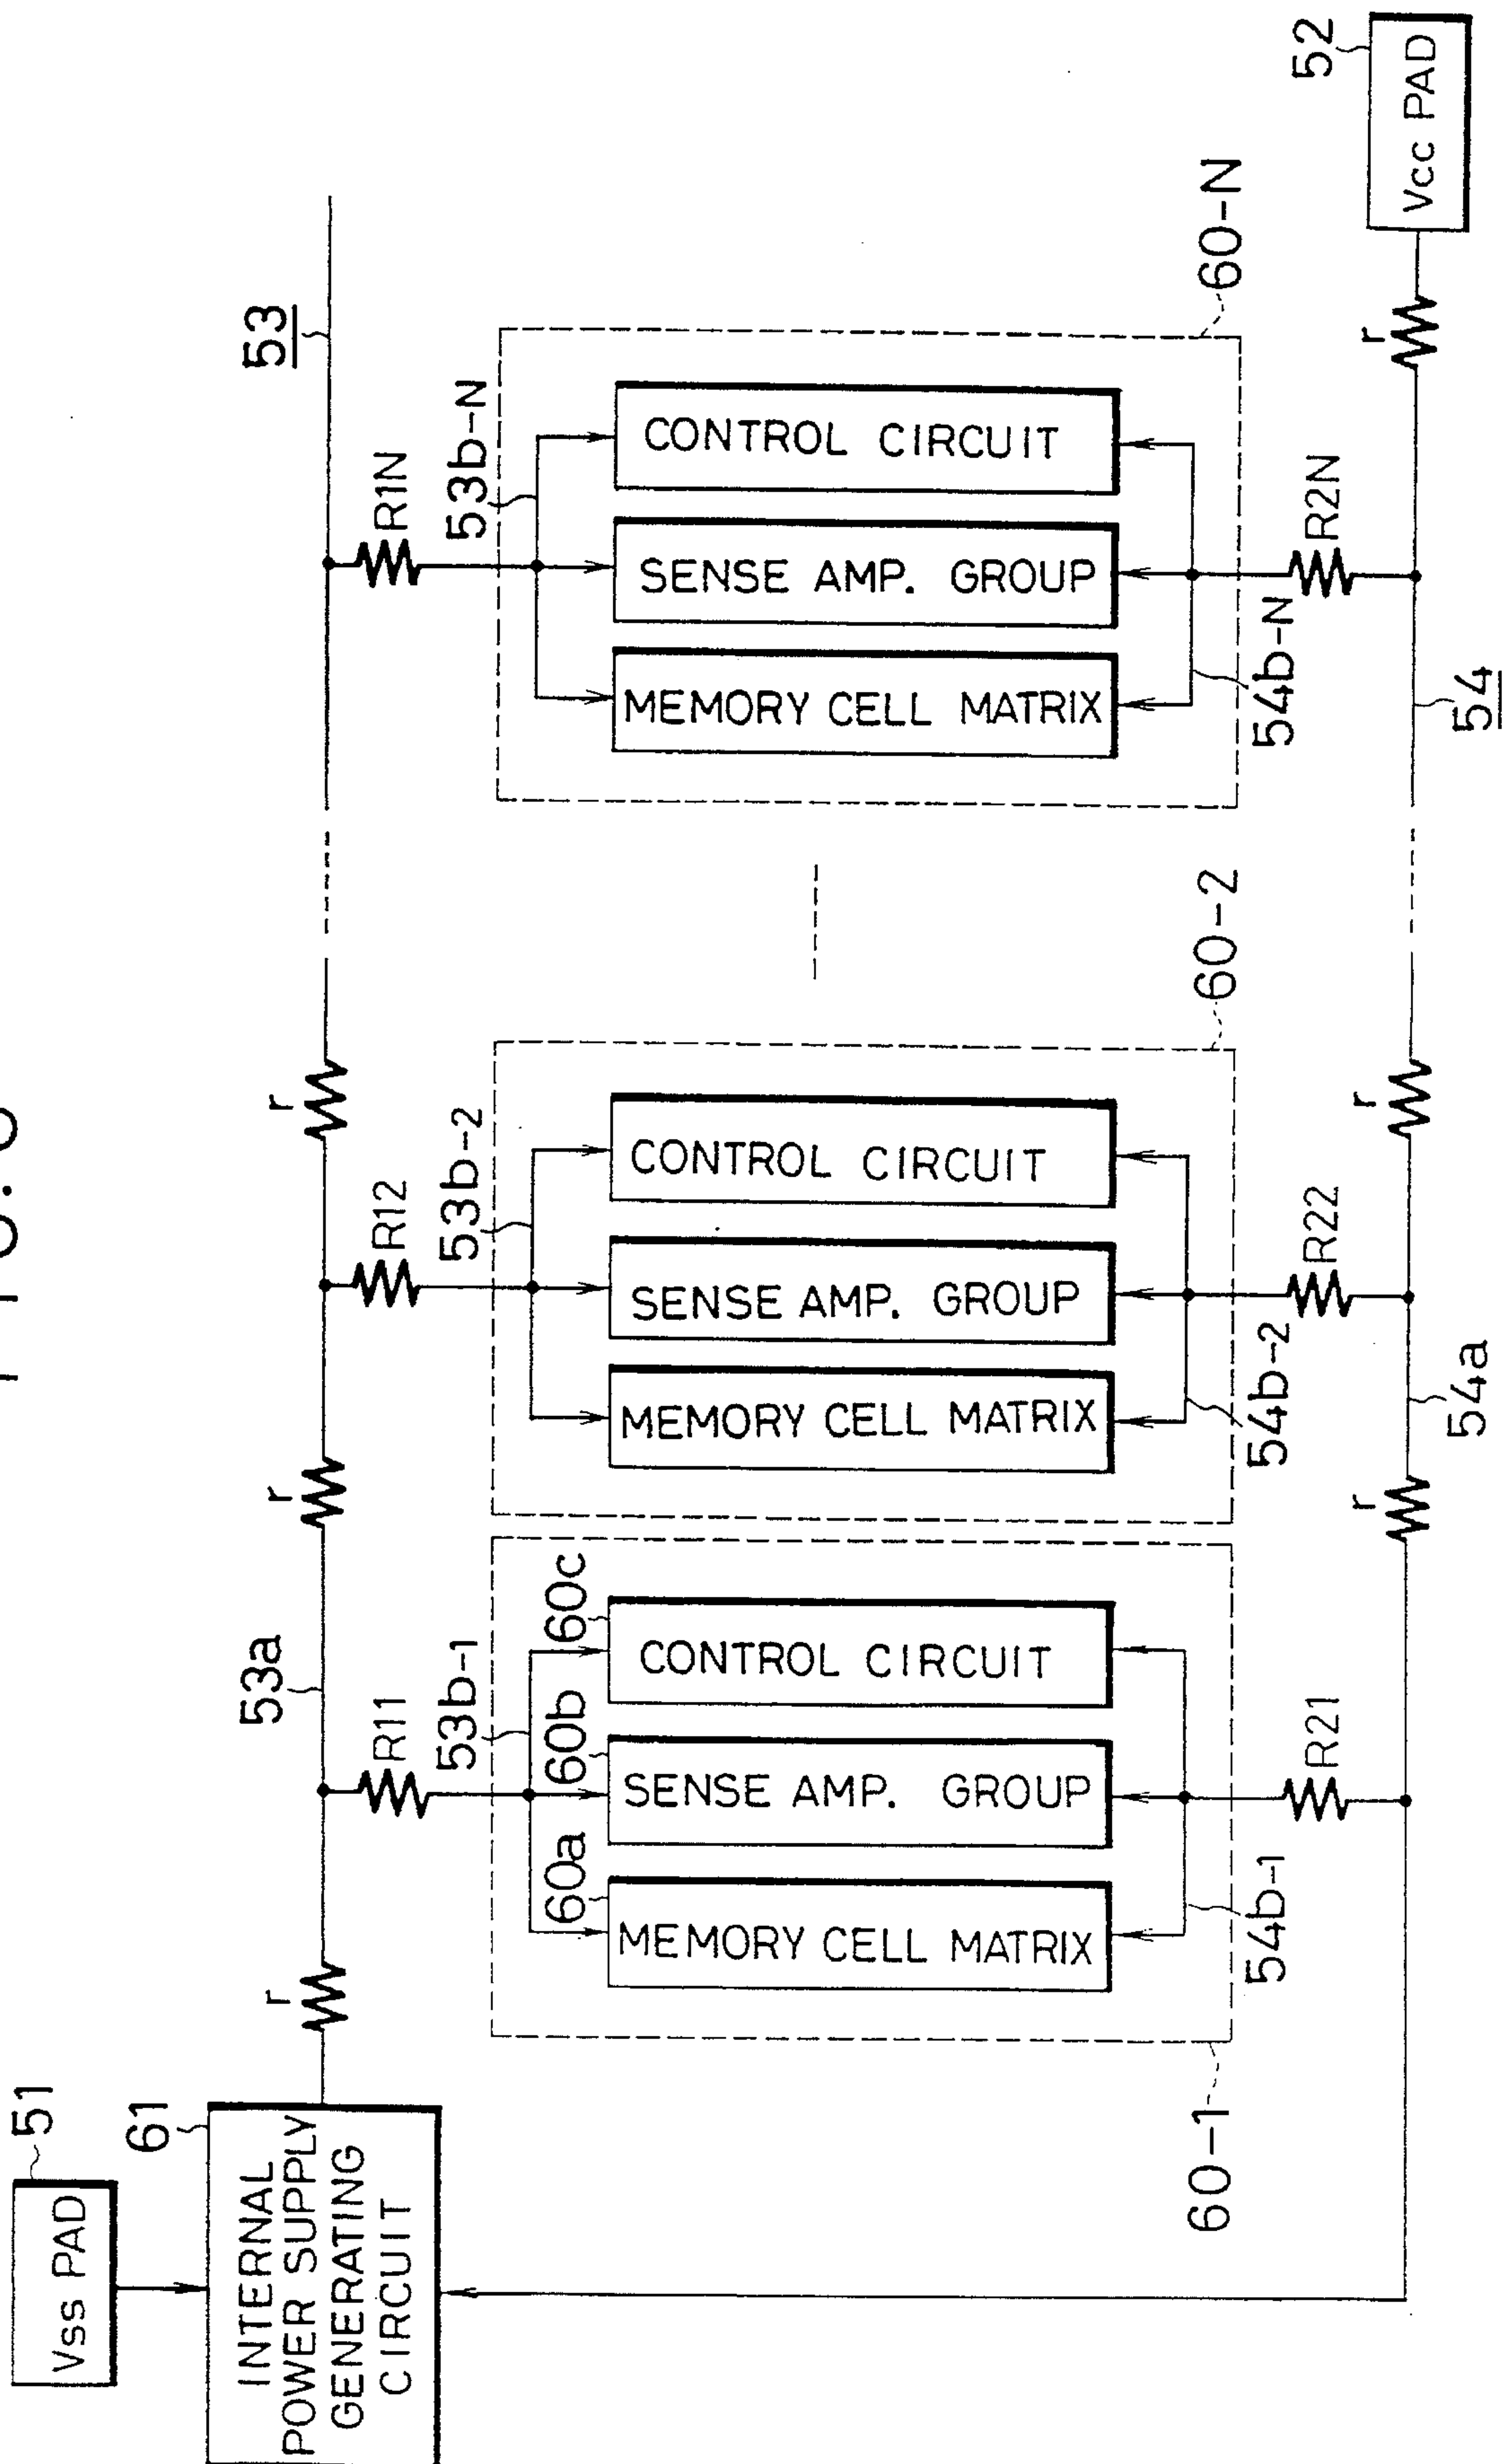 51
Vss PAD
61
INTERNAL
POWER SUPPLY
GENERATING
CIRCUIT
53
53a
r
r
r
R11
R12
R1N
53b-1
53b-2
53b-N
60a
60b
60c
MEMORY CELL MATRIX
SENSE AMP. GROUP
CONTROL CIRCUIT
MEMORY CELL MATRIX
SENSE AMP. GROUP
CONTROL CIRCUIT
MEMORY CELL MATRIX
SENSE AMP. GROUP
CONTROL CIRCUIT
60-1
60-2
60-N
54b-1
54b-2
54b-N
R21
R22
R2N
r
r
r
54a
54
52
Vcc PAD